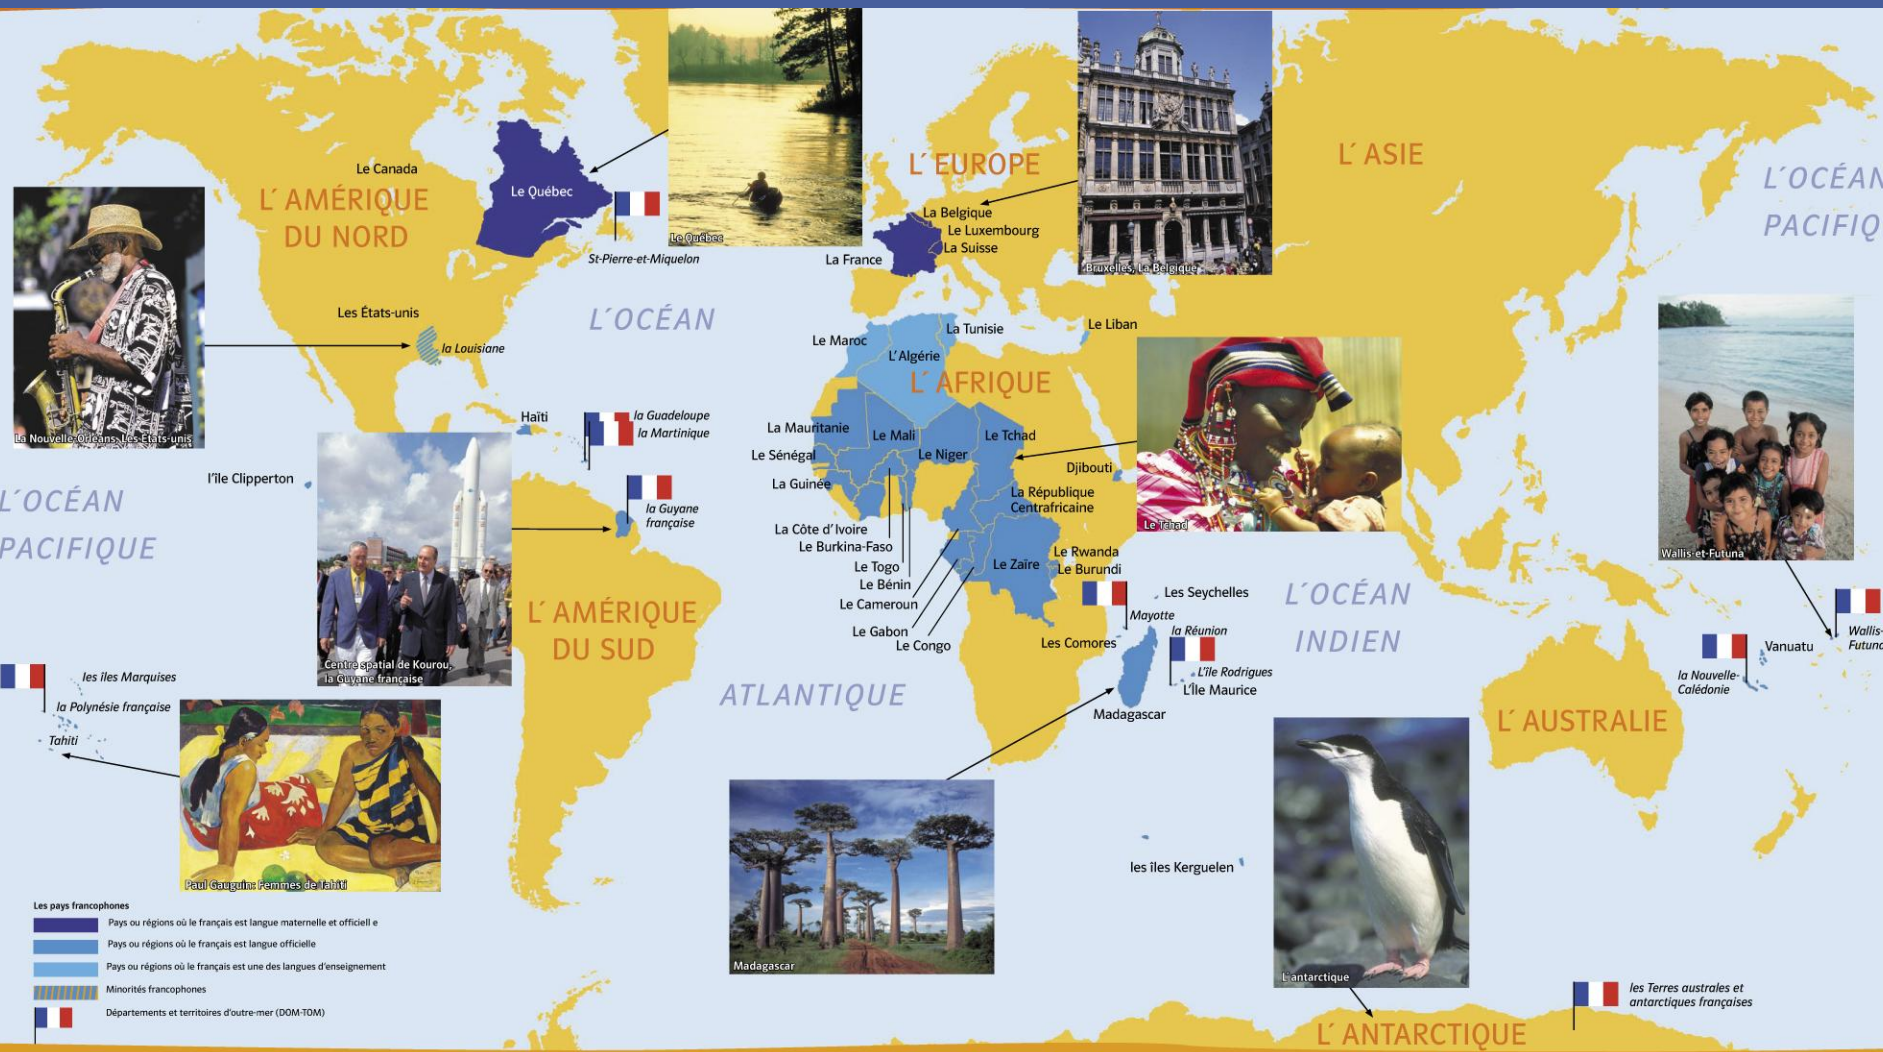 L'OCÉAN
PACIFIQ
L'EUROPE
L'ASIE
Le Canada
L'AMÉRIQUE
DU NORD
Le Québec
Le Québec
St-Pierre-et-Miquelon
La Belgique
Le Luxembourg
La Suisse
La France
Bruxelles, La Belgique
Les États-unis
la Louisiane
La Nouvelle-Orléans, Les États-unis
L'OCÉAN
ATLANTIQUE
Le Maroc
La Tunisie
L'Algérie
Le Liban
L'AFRIQUE
Haïti
la Guadeloupe
la Martinique
La Mauritanie
Le Mali
Le Tchad
Le Sénégal
Le Niger
Djibouti
La Guinée
La République
Centrafricaine
Le Tchad
l'île Clipperton
la Guyane
française
L'OCÉAN
PACIFIQUE
La Côte d'Ivoire
Le Burkina-Faso
Le Togo
Le Bénin
Le Cameroun
Le Gabon
Le Congo
Le Zaïre
Le Rwanda
Le Burundi
Les Seychelles
Mayotte
la Réunion
Les Comores
L'île Rodrigues
L'Île Maurice
Madagascar
L'OCÉAN
INDIEN
Wallis-et-Futuna
Wallis-
Futuna
Vanuatu
la Nouvelle-
Calédonie
L'AMÉRIQUE
DU SUD
Centre spatial de Kourou,
la Guyane française
les îles Marquises
la Polynésie française
Tahiti
L'AUSTRALIE
Paul Gauguin: Femmes de Tahiti
les îles Kerguelen
Madagascar
L'antarctique
les Terres australes et
antarctiques françaises
L'ANTARCTIQUE
Les pays francophones
Pays ou régions où le français est langue maternelle et officiell e
Pays ou régions où le français est langue officielle
Pays ou régions où le français est une des langues d'enseignement
Minorités francophones
Départements et territoires d'outre-mer (DOM-TOM)